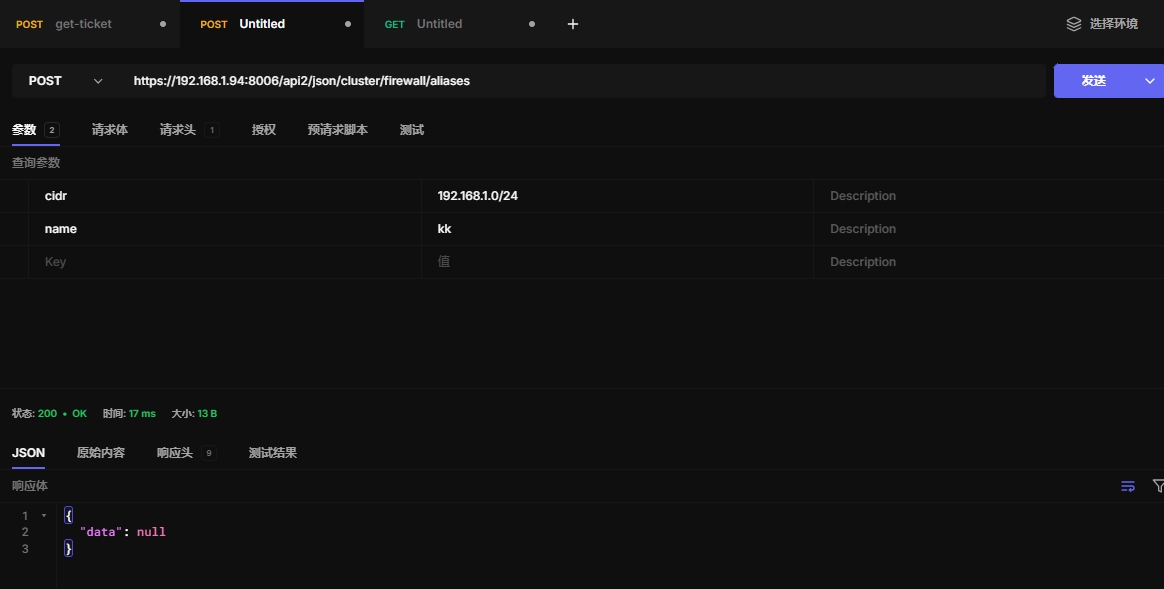 POST get-ticket POST Untitled GET Untitled + 选择环境
POST https://192.168.1.94:8006/api2/json/cluster/firewall/aliases 发送
参数 2 请求体 请求头 1 授权 预请求脚本 测试
查询参数
cidr 192.168.1.0/24 Description
name kk Description
Key 值 Description
状态: 200 • OK 时间: 17 ms 大小: 13 B
JSON 原始内容 响应头 9 测试结果
响应体
1 {
2 "data": null
3 }